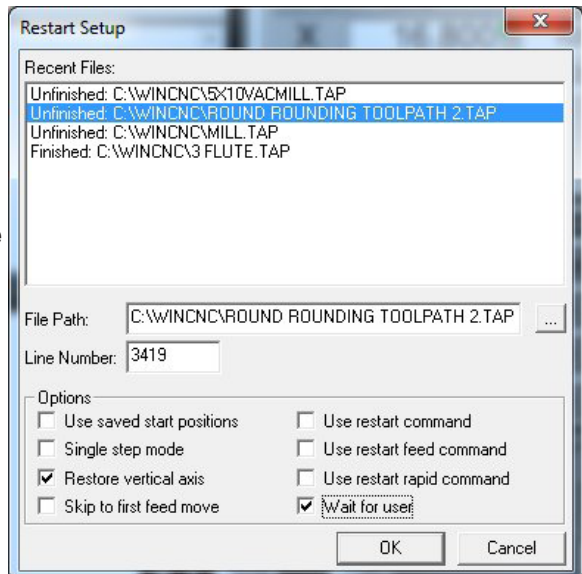 Restart Setup
X
Recent Files:
Unfinished: C:\WINCNC\5X10VACMILL.TAP
Unfinished: C:\WINCNC\ROUND ROUNDING TOOLPATH 2.TAP
Unfinished: C:\WINCNC\MILL.TAP
Finished: C:\WINCNC\3 FLUTE.TAP
File Path: C:\WINCNC\ROUND ROUNDING TOOLPATH 2.TAP ...
Line Number: 3419
Options
Use saved start positions Use restart command
Single step mode Use restart feed command
Restore vertical axis Use restart rapid command
Skip to first feed move Wait for user
OK Cancel